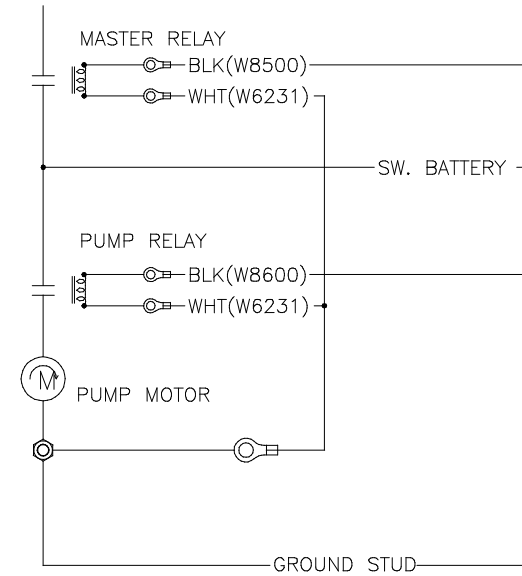 MASTER RELAY
BLK(W8500)
WHT(W6231)
SW. BATTERY
PUMP RELAY
BLK(W8600)
WHT(W6231)
M
PUMP MOTOR
GROUND STUD